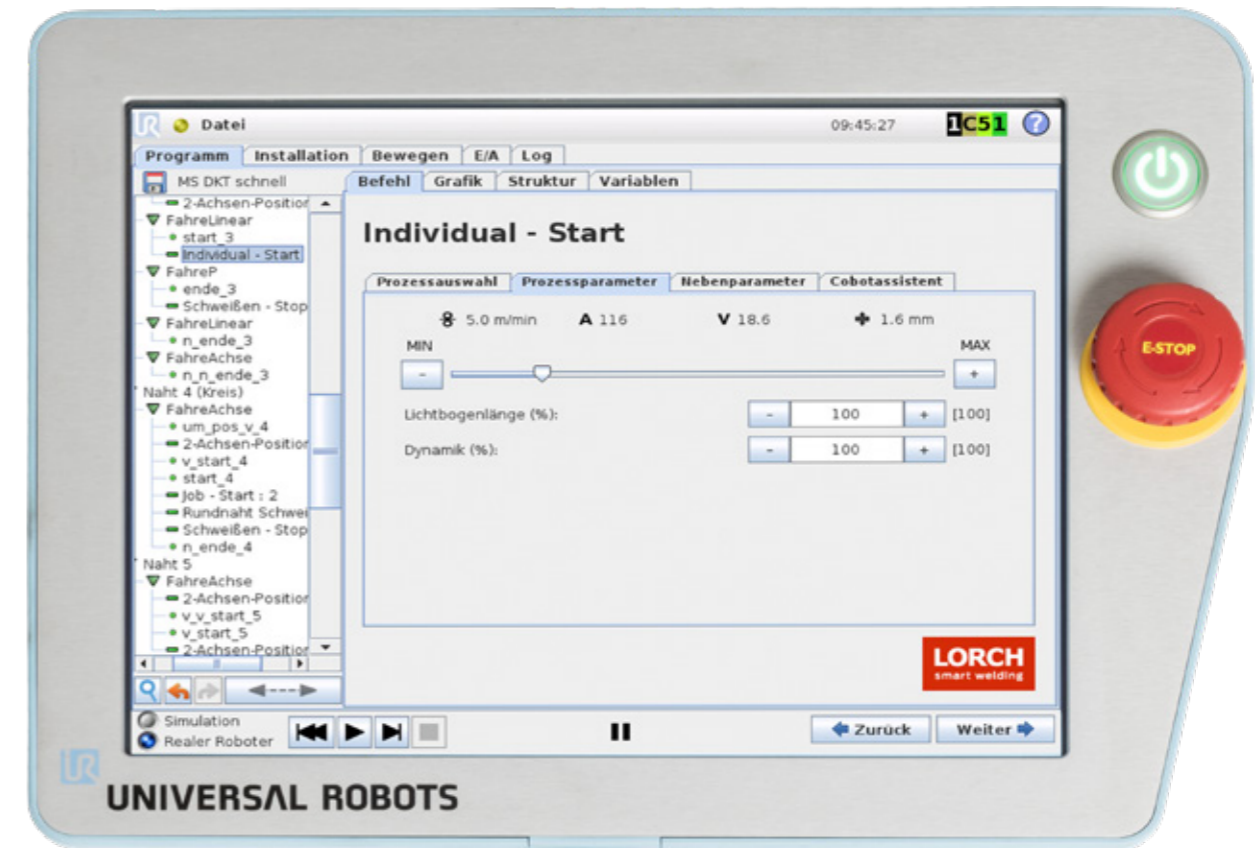 Datei
09:45:27
1C51
?
Programm Installation Bewegen E/A Log
MS DKT schnell
Befehl Grafik Struktur Variablen
2-Achsen-Position
FahreLinear
start_3
Individual - Start
FahreP
ende_3
Schweißen - Stop
FahreLinear
n_ende_3
FahreAchse
n_n_ende_3
Naht 4 (Kreis)
FahreAchse
um_pos_v_4
2-Achsen-Position
v_start_4
start_4
Job - Start : 2
Rundnaht Schwei
Schweißen - Stop
n_ende_4
Naht 5
FahreAchse
2-Achsen-Position
v_v_start_5
v_start_5
2-Achsen-Position
Individual - Start
Prozessauswahl Prozessparameter Nebenparameter Cobotassistent
5.0 m/min A 116 V 18.6 1.6 mm
MIN MAX
- +
Lichtbogenlänge (%): - 100 + [100]
Dynamik (%): - 100 + [100]
LORCH
smart welding
Simulation
Realer Roboter
Zurück Weiter
E-STOP
UR
UNIVERSAL ROBOTS